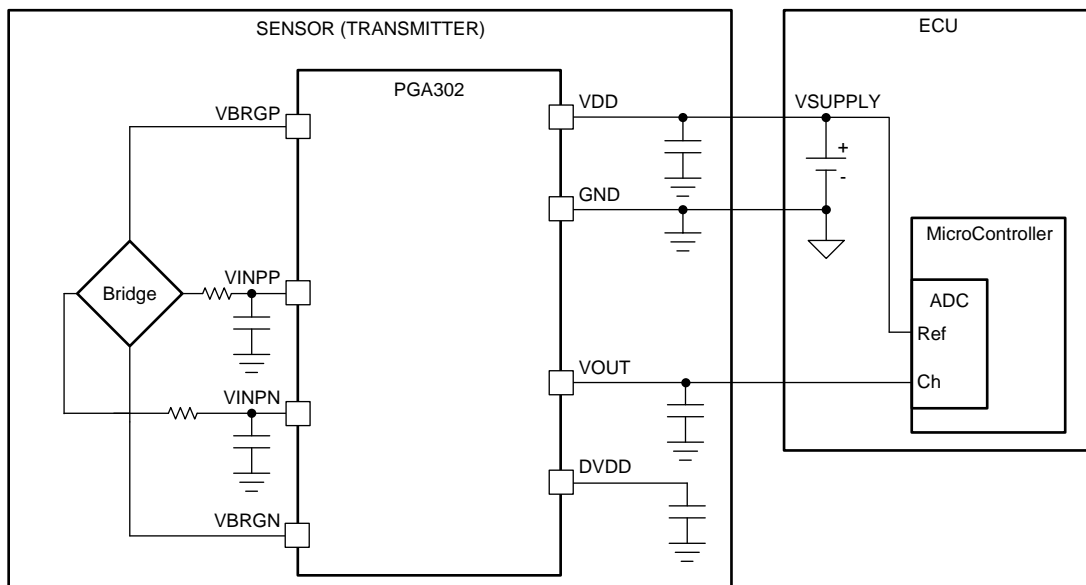 SENSOR (TRANSMITTER)
ECU
PGA302
VBRGP
VDD
VSUPPLY
+
-
GND
MicroController
VINPP
Bridge
ADC
Ref
VOUT
Ch
VINPN
DVDD
VBRGN